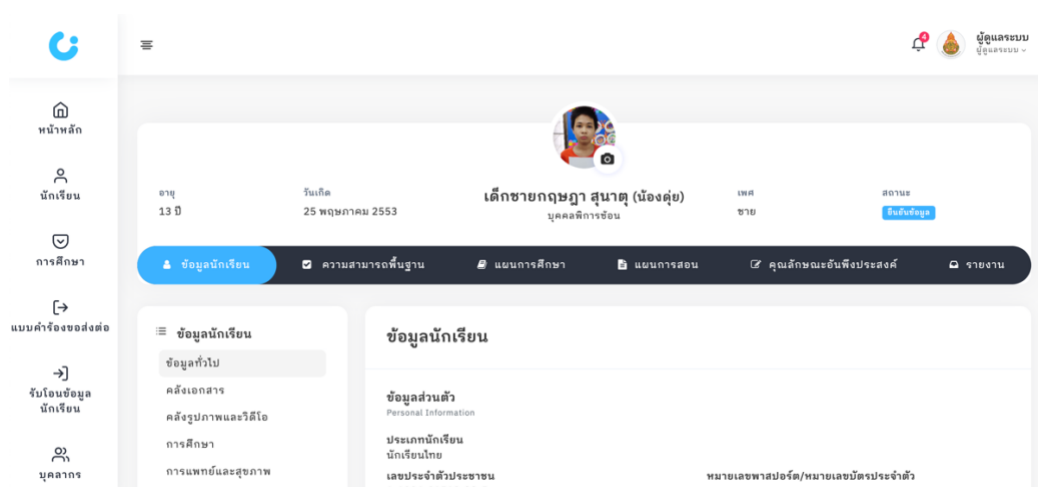 4
ผู้ดูแลระบบ
ผู้ดูแลระบบ
หน้าหลัก
นักเรียน
การศึกษา
แบบคำร้องขอส่งต่อ
รับโอนข้อมูล
นักเรียน
บุคลากร
อายุ
13 ปี
วันเกิด
25 พฤษภาคม 2553
เด็กชายกฤษฎา สุนาตุ (น้องดุ่ย)
บุคคลพิการซ้อน
เพศ
ชาย
สถานะ
ยืนยันข้อมูล
ข้อมูลนักเรียน
ความสามารถพื้นฐาน
แผนการศึกษา
แผนการสอน
คุณลักษณะอันพึงประสงค์
รายงาน
ข้อมูลนักเรียน
ข้อมูลทั่วไป
คลังเอกสาร
คลังรูปภาพและวิดีโอ
การศึกษา
การแพทย์และสุขภาพ
ข้อมูลนักเรียน
ข้อมูลส่วนตัว
Personal Information
ประเภทนักเรียน
นักเรียนไทย
เลขประจำตัวประชาชน
หมายเลขพาสปอร์ต/หมายเลขบัตรประจำตัว